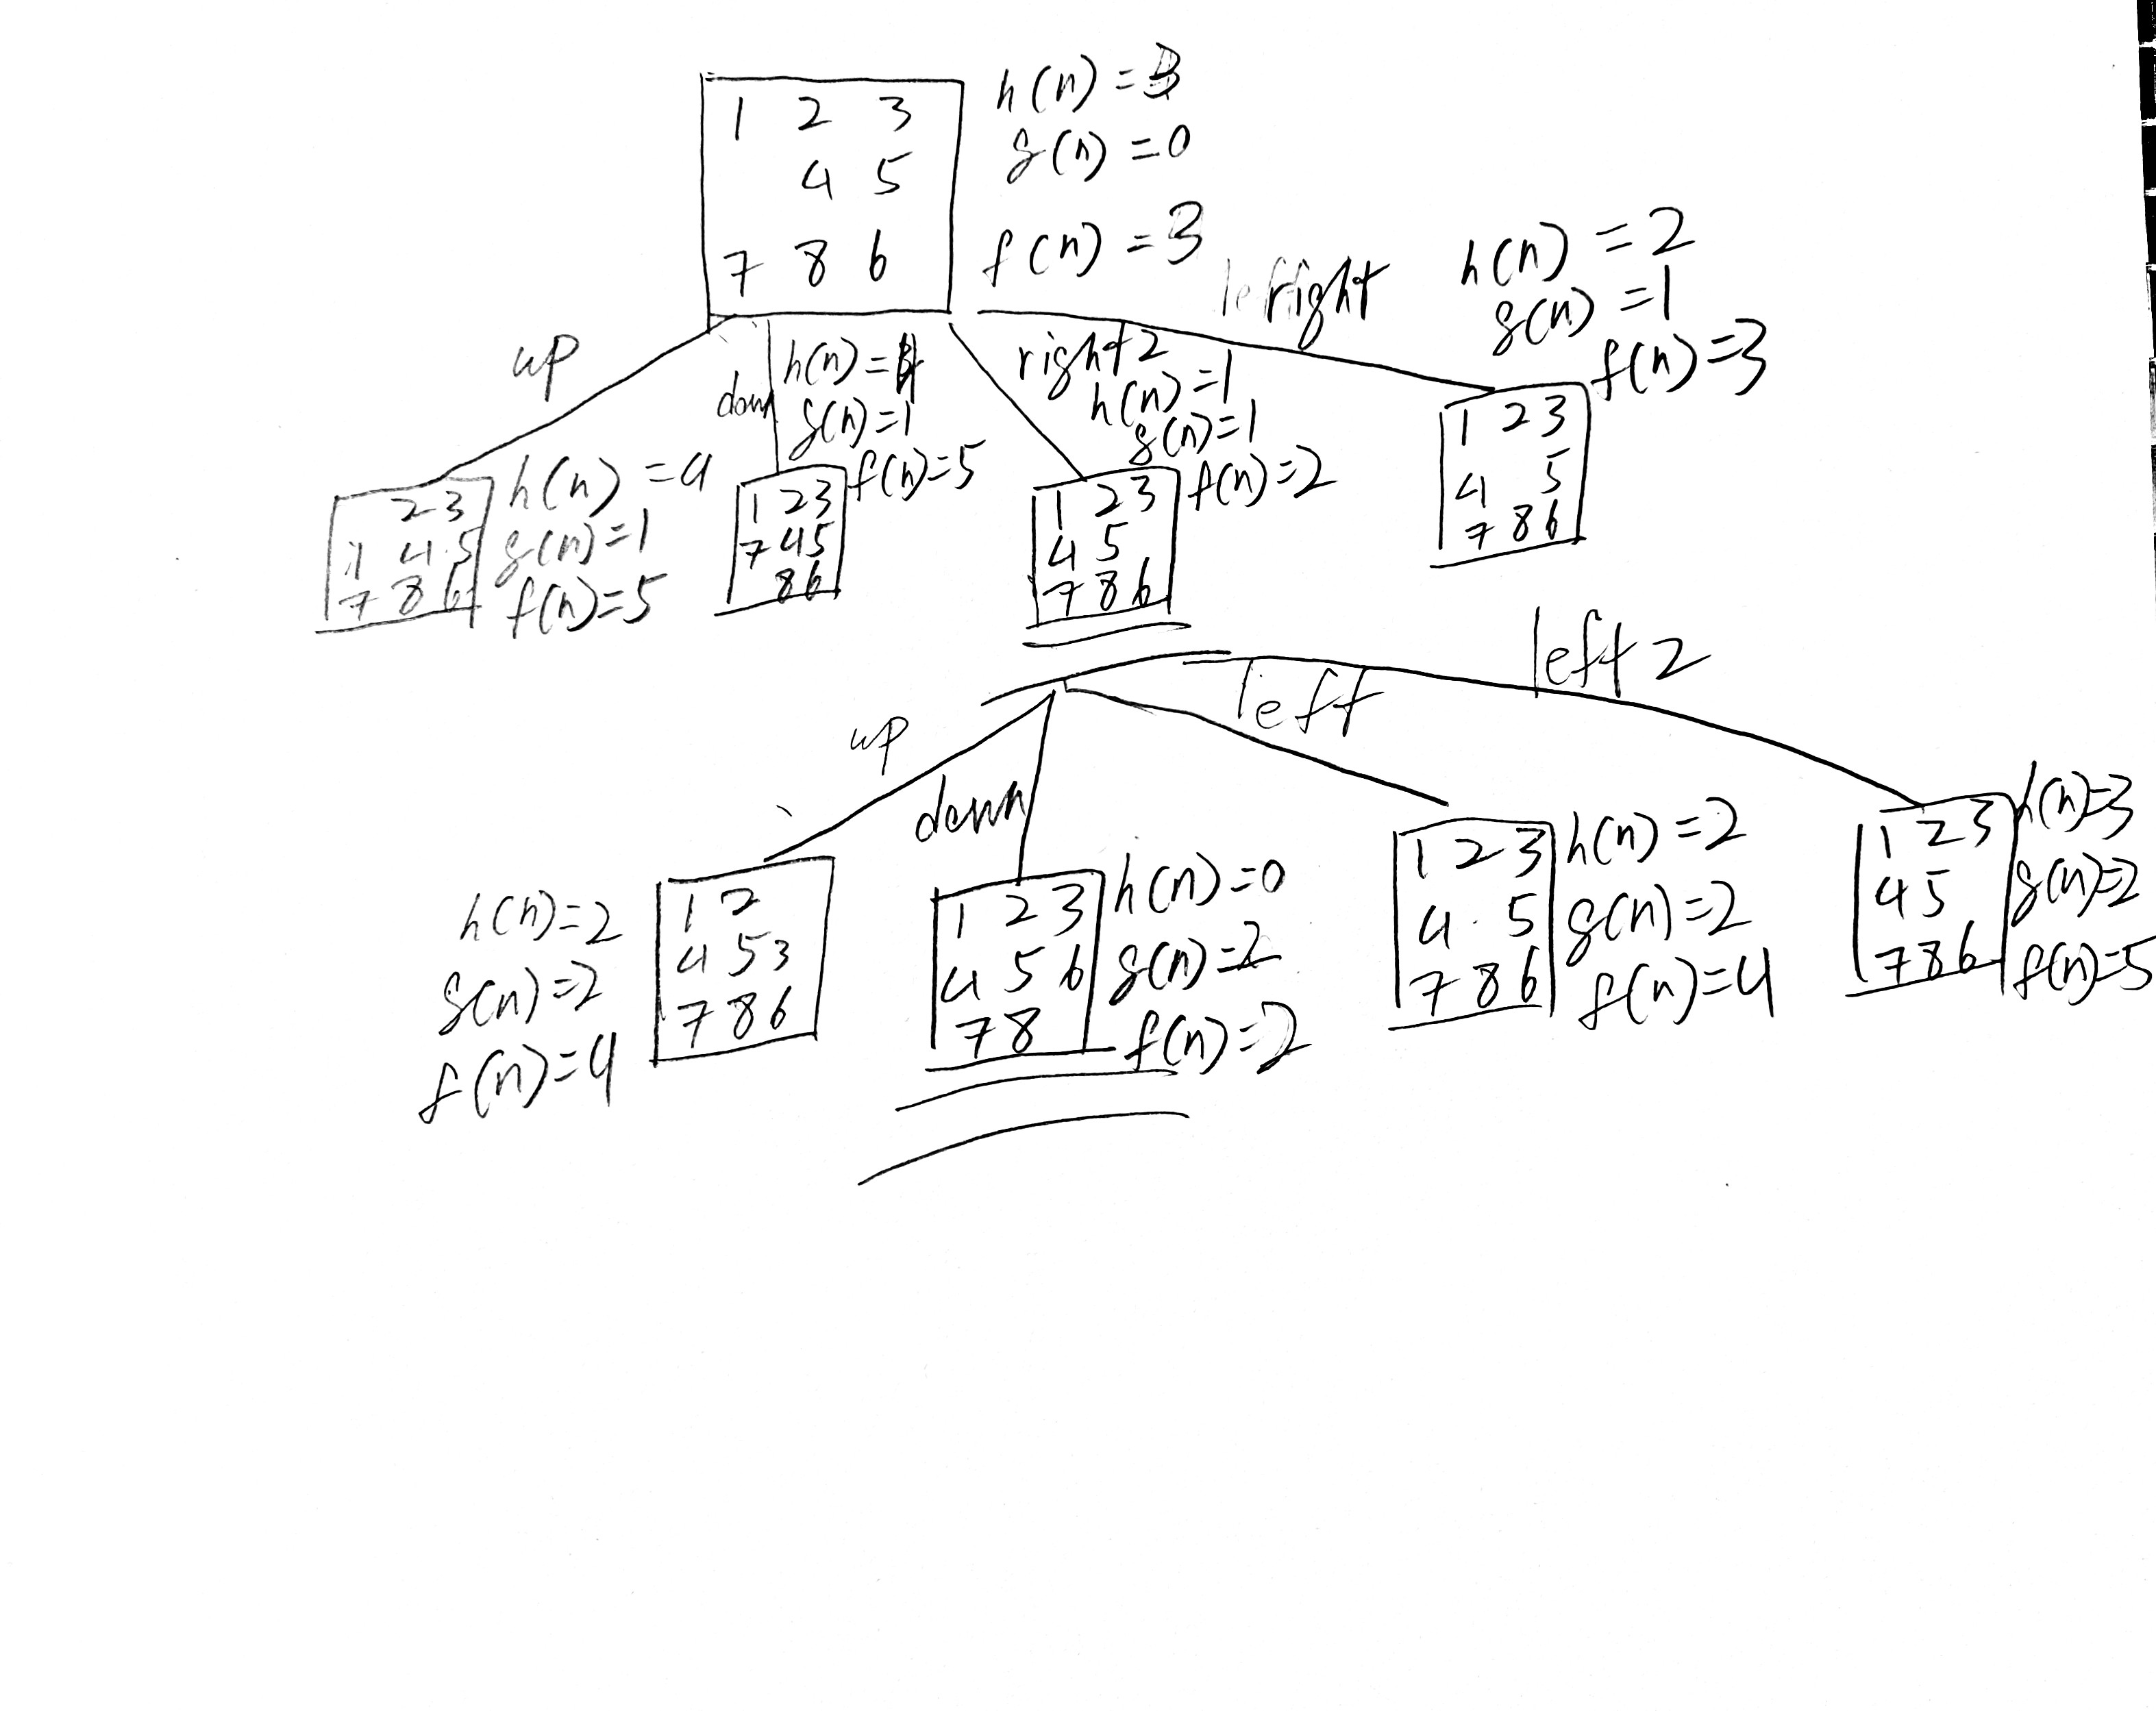 1 2 3
4 5
7 8 6
h(n) = 3
g(n) = 0
f(n) = 3
up
down
right 2
right
2 3
1 4 5
7 8 6
h(n) = 4
g(n) = 1
f(n) = 5
1 2 3
7 4 5
8 6
h(n) = 4
g(n) = 1
f(n) = 5
1 2 3
4 5
7 8 6
h(n) = 1
g(n) = 1
f(n) = 2
1 2 3
4 5
7 8 6
h(n) = 2
g(n) = 1
f(n) = 3
up
down
left
left 2
1 2
4 5 3
7 8 6
h(n) = 2
g(n) = 2
f(n) = 4
1 2 3
4 5 6
7 8
h(n) = 0
g(n) = 2
f(n) = 2
1 2 3
4 5
7 8 6
h(n) = 2
g(n) = 2
f(n) = 4
1 2 3
4 5
7 8 6
h(n) = 3
g(n) = 2
f(n) = 5